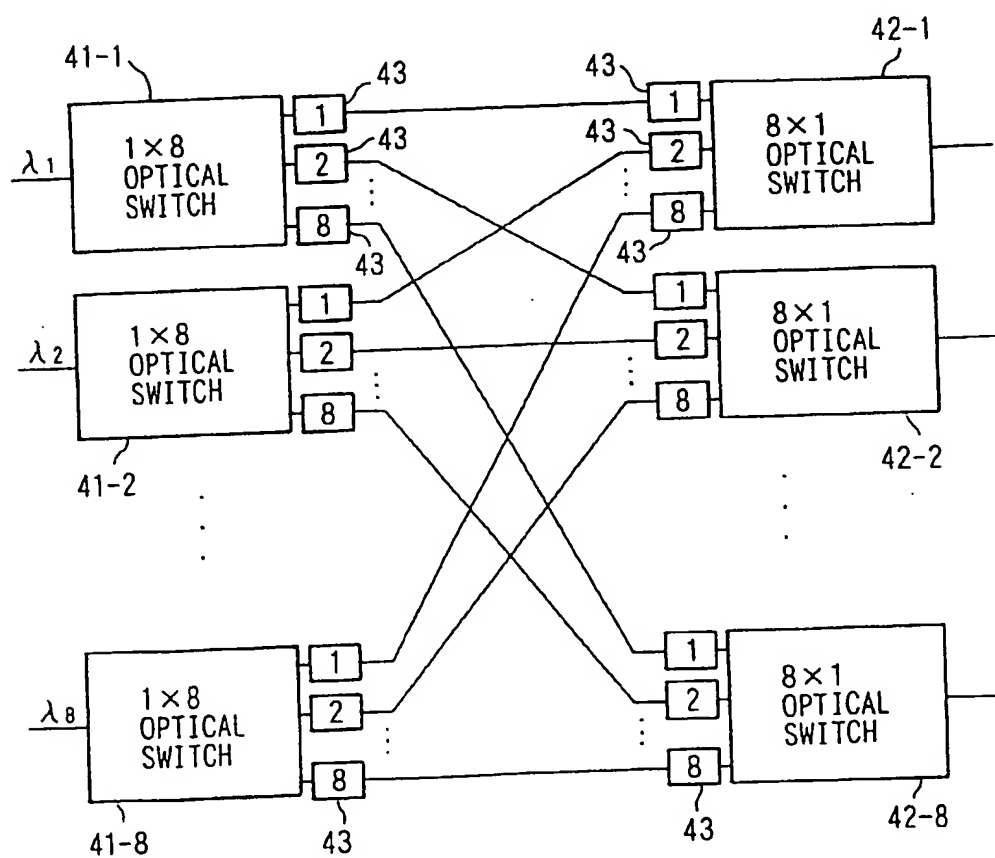 41-1
42-1
43
43
λ1
1×8
OPTICAL
SWITCH
1
2
8
43
43
43
1
2
8
43
8×1
OPTICAL
SWITCH
λ2
1×8
OPTICAL
SWITCH
1
2
8
1
2
8
8×1
OPTICAL
SWITCH
41-2
42-2
λ8
1×8
OPTICAL
SWITCH
1
2
8
1
2
8
8×1
OPTICAL
SWITCH
41-8
43
43
42-8